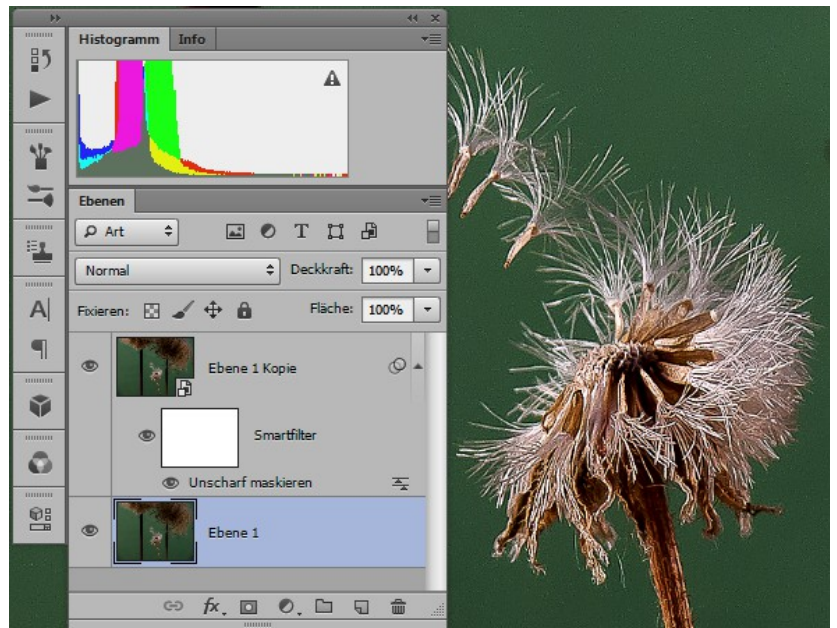 Histogramm Info
Ebenen
Art
Normal Deckkraft: 100%
Fixieren: Fläche: 100%
Ebene 1 Kopie
Smartfilter
Unscharf maskieren
Ebene 1
fx.